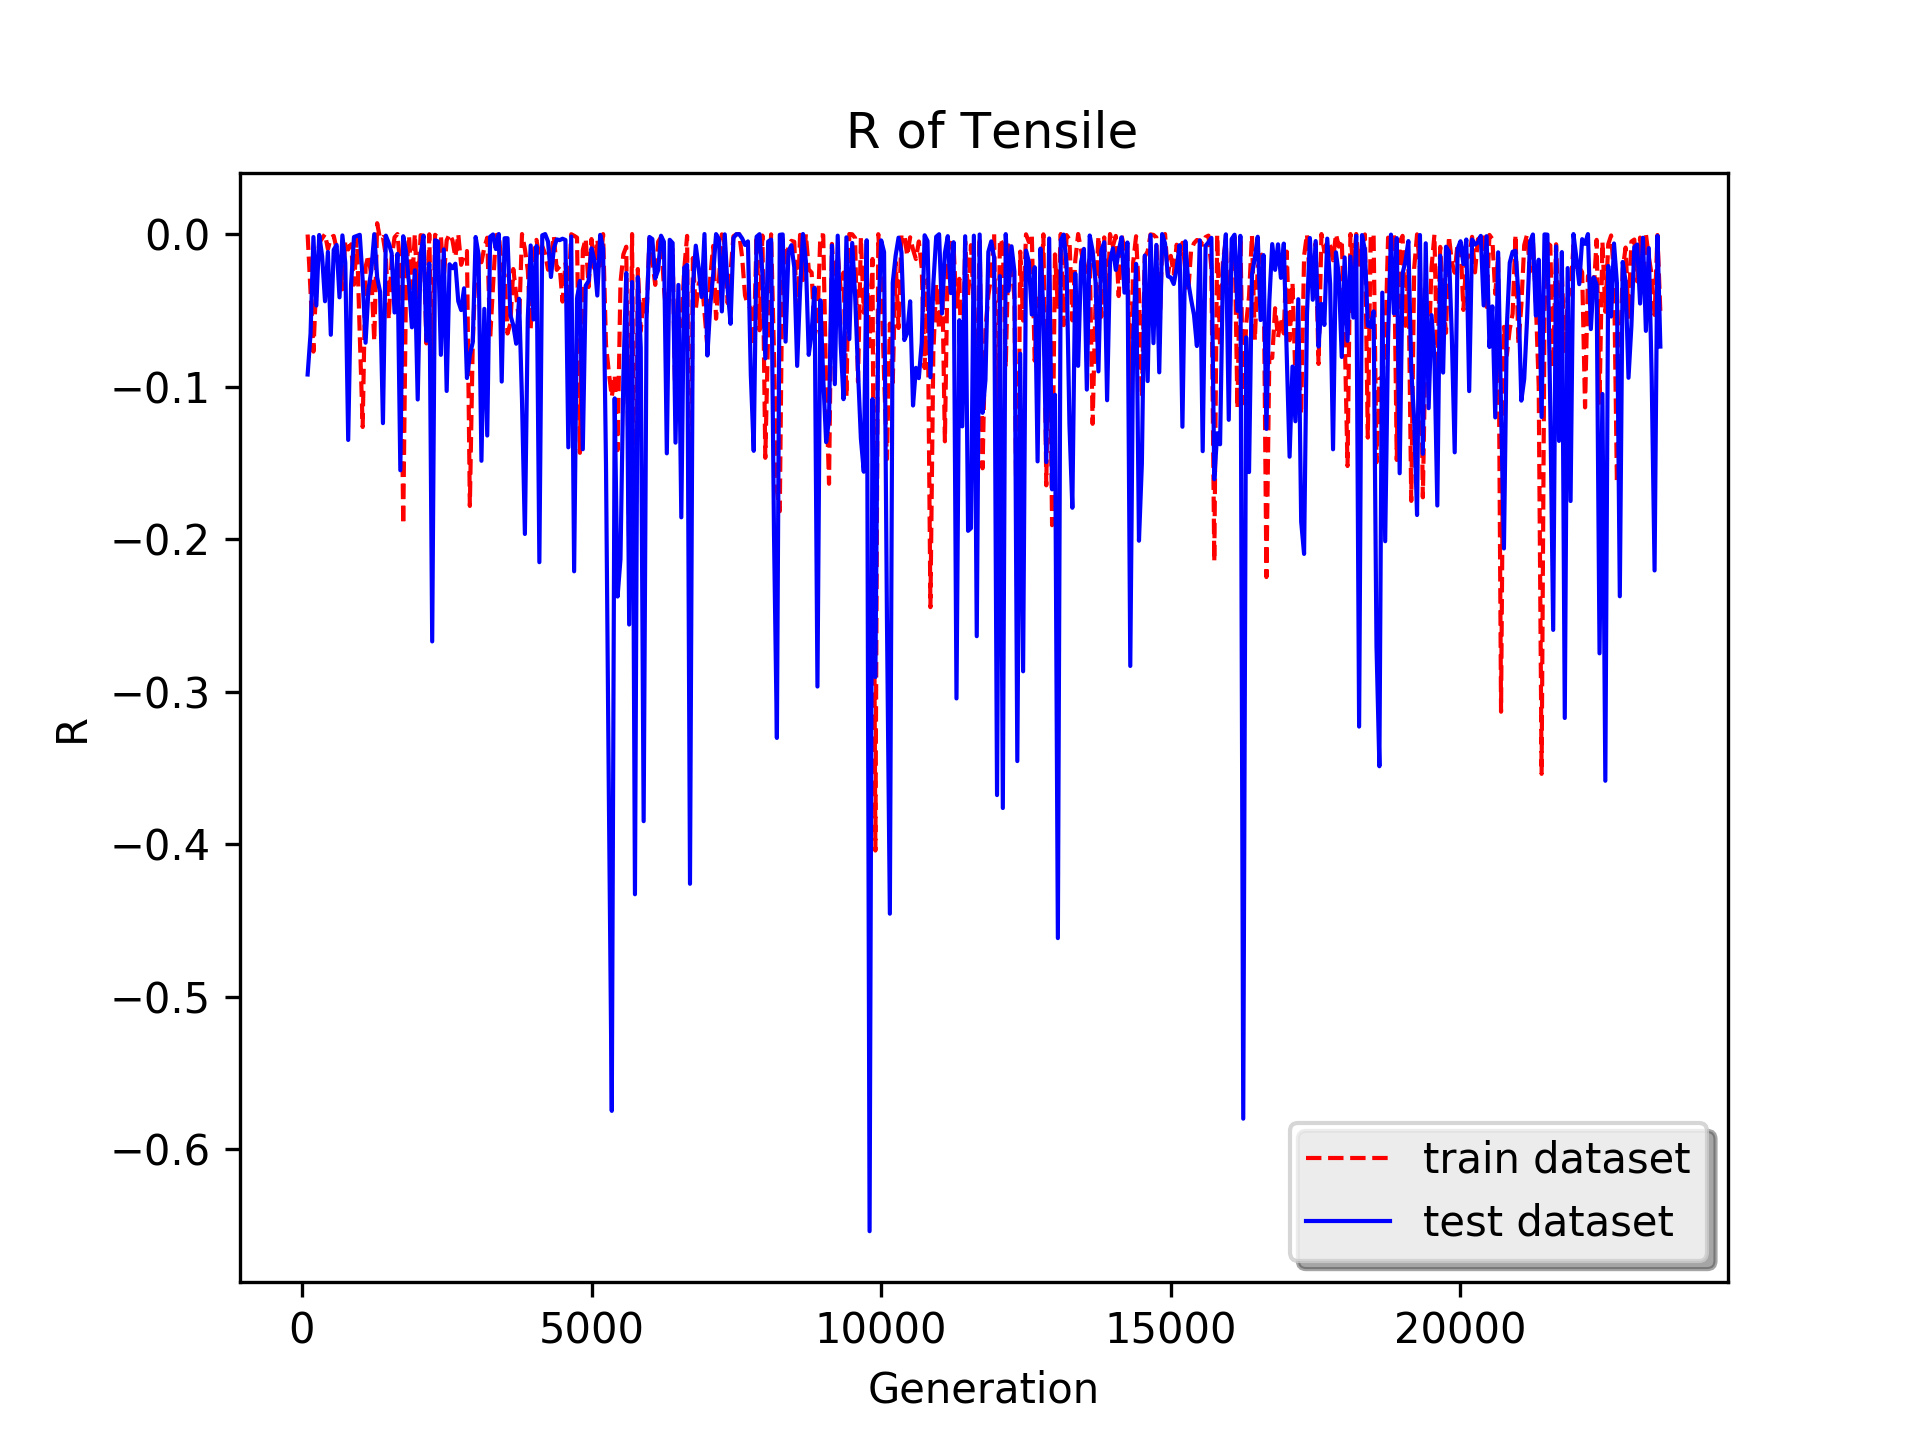 R of Tensile
0.0
−0.1
−0.2
−0.3
−0.4
−0.5
−0.6
R
0 5000 10000 15000 20000
Generation
train dataset
test dataset